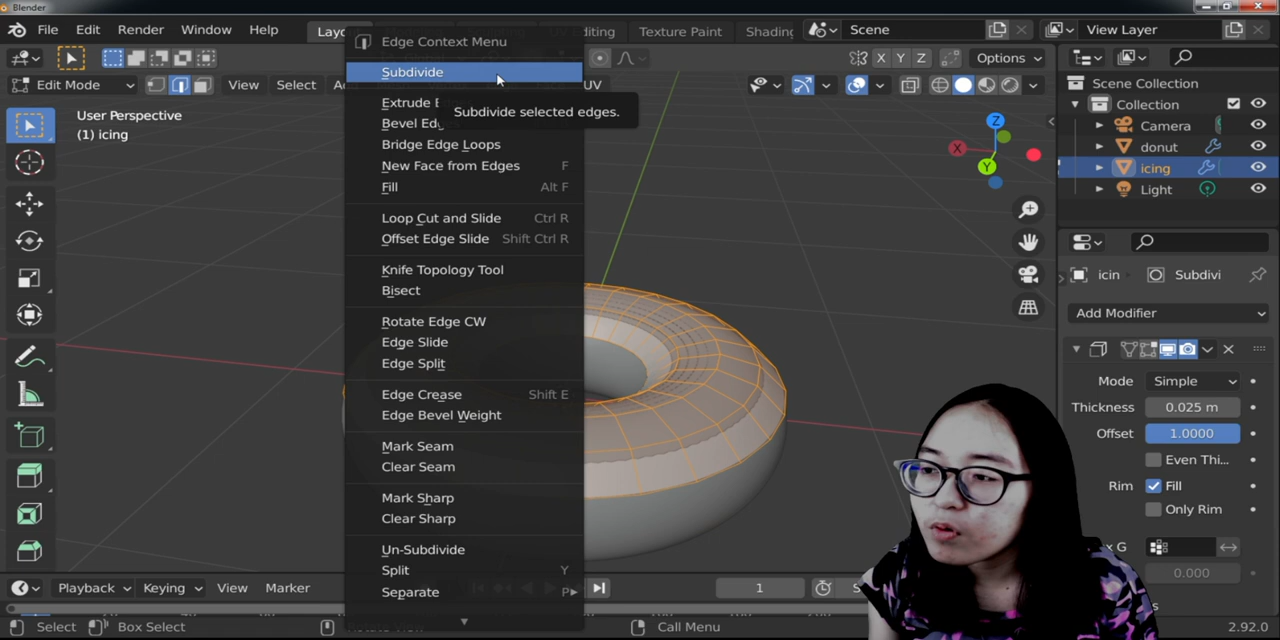 Blender
File Edit Render Window Help
UV Editing Texture Paint Shading
Scene
View Layer
Edge Context Menu
Subdivide
Subdivide selected edges.
Bridge Edge Loops
New Face from Edges F
Fill Alt F
Loop Cut and Slide Ctrl R
Offset Edge Slide Shift Ctrl R
Knife Topology Tool
Bisect
Rotate Edge CW
Edge Slide
Edge Split
Edge Crease Shift E
Edge Bevel Weight
Mark Seam
Clear Seam
Mark Sharp
Clear Sharp
Un-Subdivide
Split Y
Separate P
X Y Z Options
Edit Mode View Select
UV
User Perspective
(1) icing
Z
X
Y
Scene Collection
Collection
Camera
donut
icing
Light
icin Subdivi
Add Modifier
Mode Simple
Thickness 0.025 m
Offset 1.0000
Even Thi...
Rim Fill
Only Rim
0.000
Playback Keying View Marker
1
Select Box Select
Call Menu
2.92.0